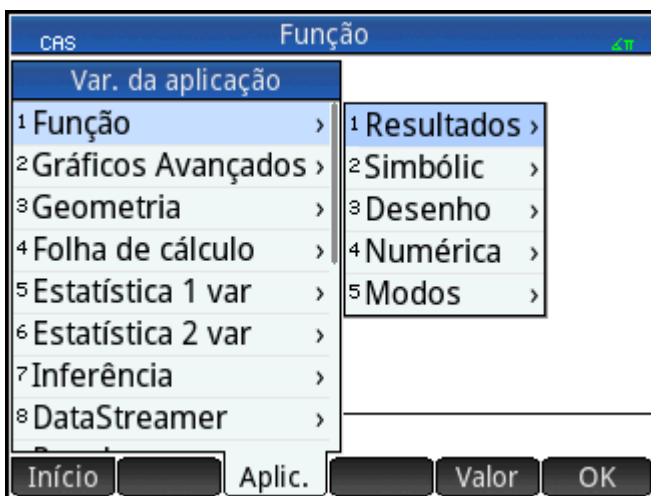 CAS Função ∡π
Var. da aplicação
1 Função ›
2 Gráficos Avançados ›
3 Geometria ›
4 Folha de cálculo ›
5 Estatística 1 var ›
6 Estatística 2 var ›
7 Inferência ›
8 DataStreamer ›
1 Resultados ›
2 Simbólic ›
3 Desenho ›
4 Numérica ›
5 Modos ›
Início Aplic. Valor OK